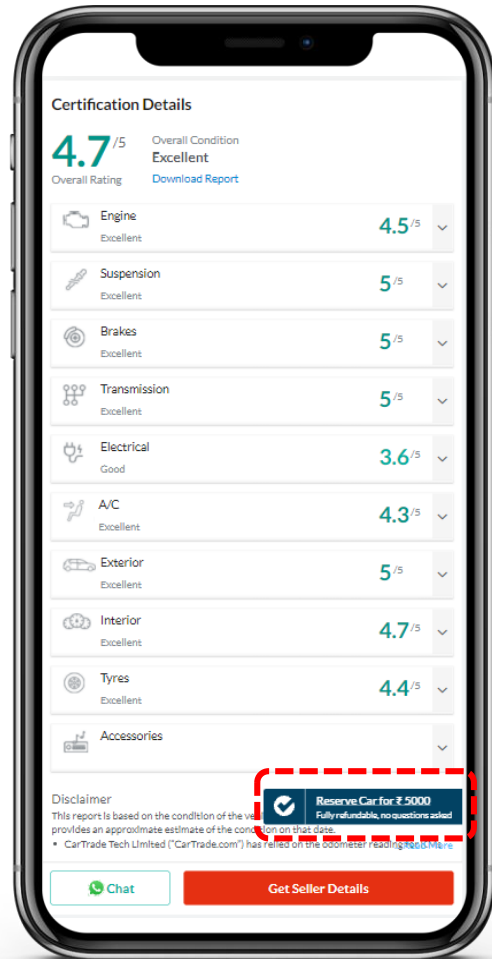 Certification Details
4.7/5
Overall Rating
Overall Condition
Excellent
Download Report
Engine
Excellent
4.5/5
Suspension
Excellent
5/5
Brakes
Excellent
5/5
Transmission
Excellent
5/5
Electrical
Good
3.6/5
A/C
Excellent
4.3/5
Exterior
Excellent
5/5
Interior
Excellent
4.7/5
Tyres
Excellent
4.4/5
Accessories
Disclaimer
This report is based on the condition of the
provides an approximate estimate of the condition on that date.
• CarTrade Tech Limited ("CarTrade.com") has relied on the odometer reading More
Reserve Car for ₹ 5000
Fully refundable, no questions asked
Chat
Get Seller Details